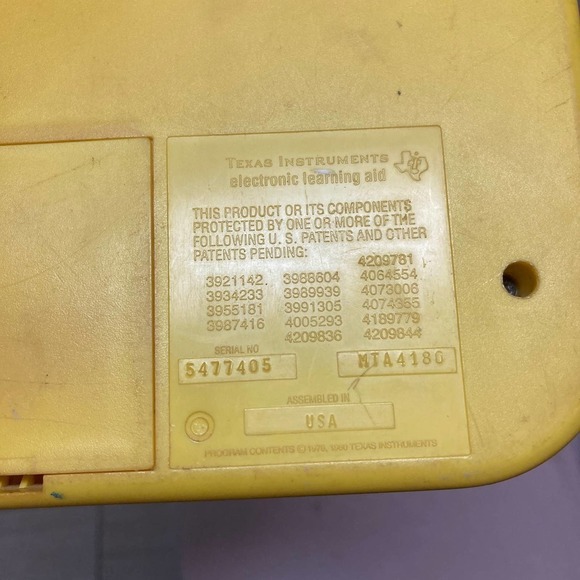 TEXAS INSTRUMENTS
electronic learning aid
THIS PRODUCT OR ITS COMPONENTS
PROTECTED BY ONE OR MORE OF THE
FOLLOWING U. S. PATENTS AND OTHER
PATENTS PENDING:
4209781
3921142 3988604 4064554
3934233 3989939 4073006
3955181 3991305 4074355
3987416 4005293 4189779
4209836 4209844
SERIAL NO
5477405 MTA4180
ASSEMBLED IN
USA
PROGRAM CONTENTS © 1978, 1980 TEXAS INSTRUMENTS